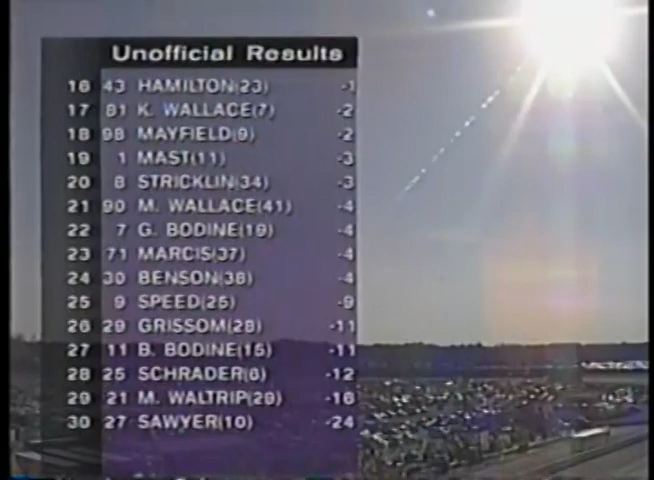 Unofficial Results
16 43 HAMILTON(23) -1
17 81 K. WALLACE(7) -2
18 98 MAYFIELD(9) -2
19 1 MAST(11) -3
20 8 STRICKLIN(34) -3
21 90 M. WALLACE(41) -4
22 7 G. BODINE(19) -4
23 71 MARCIS(37) -4
24 30 BENSON(38) -4
25 9 SPEED(25) -9
26 29 GRISSOM(28) -11
27 11 B. BODINE(15) -11
28 25 SCHRADER(6) -12
29 21 M. WALTRIP(29) -16
30 27 SAWYER(10) -24